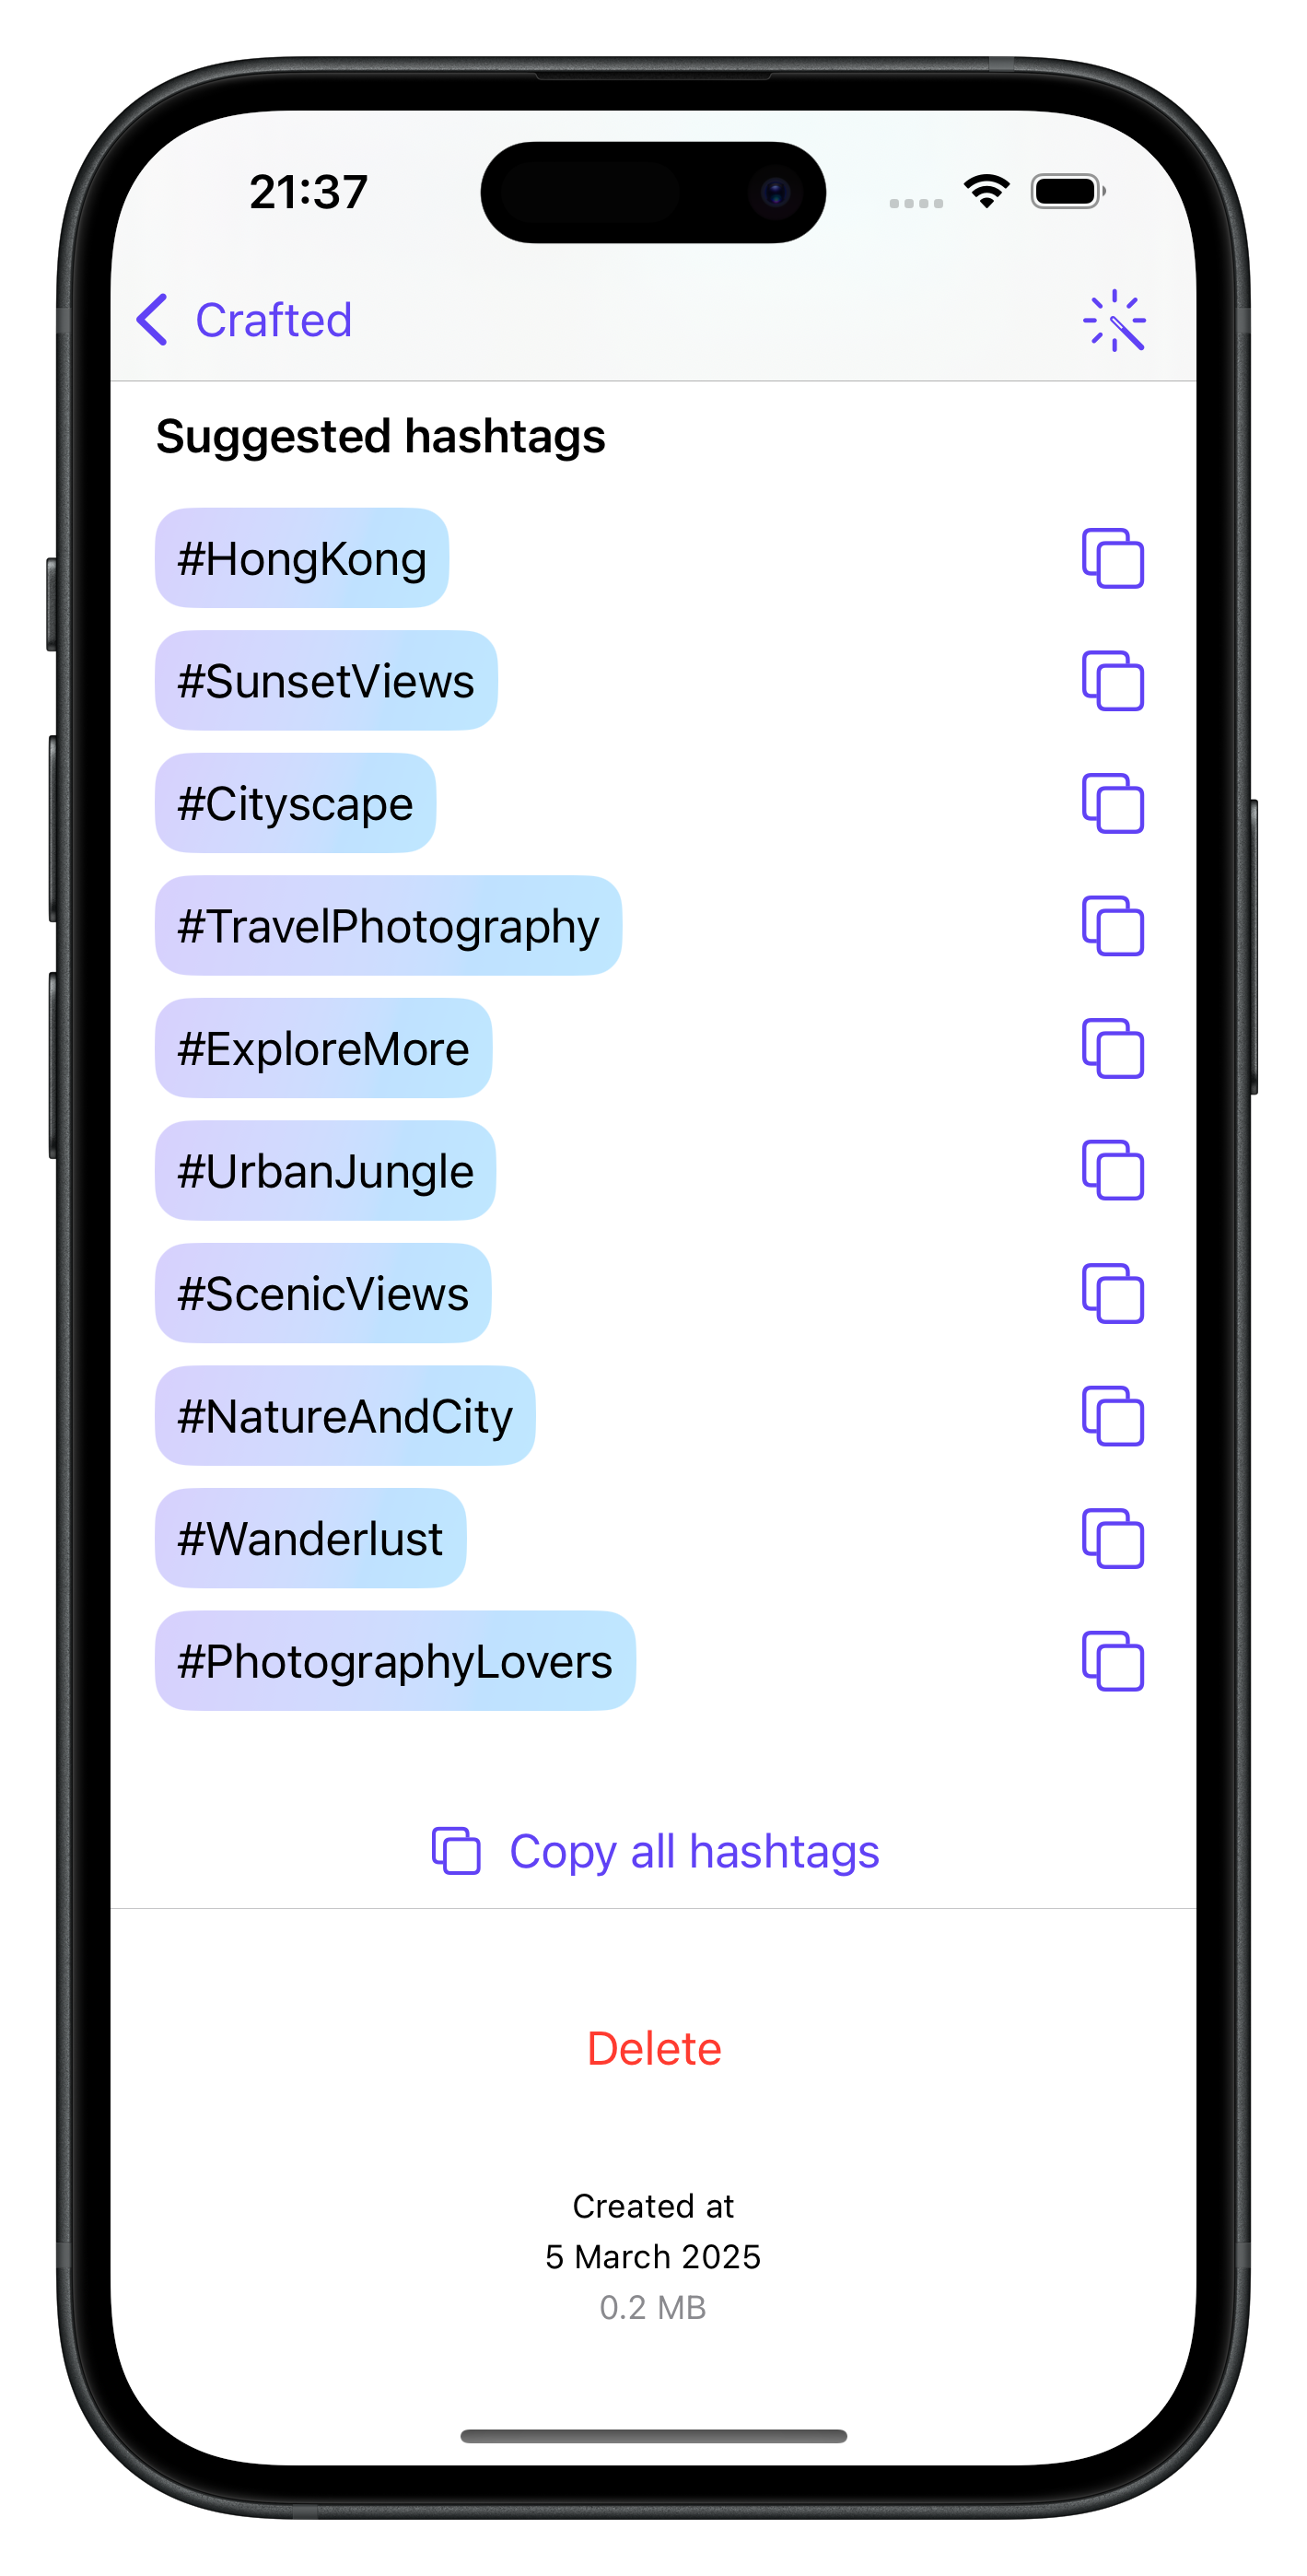 21:37
Crafted
Suggested hashtags
#HongKong
#SunsetViews
#Cityscape
#TravelPhotography
#ExploreMore
#UrbanJungle
#ScenicViews
#NatureAndCity
#Wanderlust
#PhotographyLovers
Copy all hashtags
Delete
Created at
5 March 2025
0.2 MB